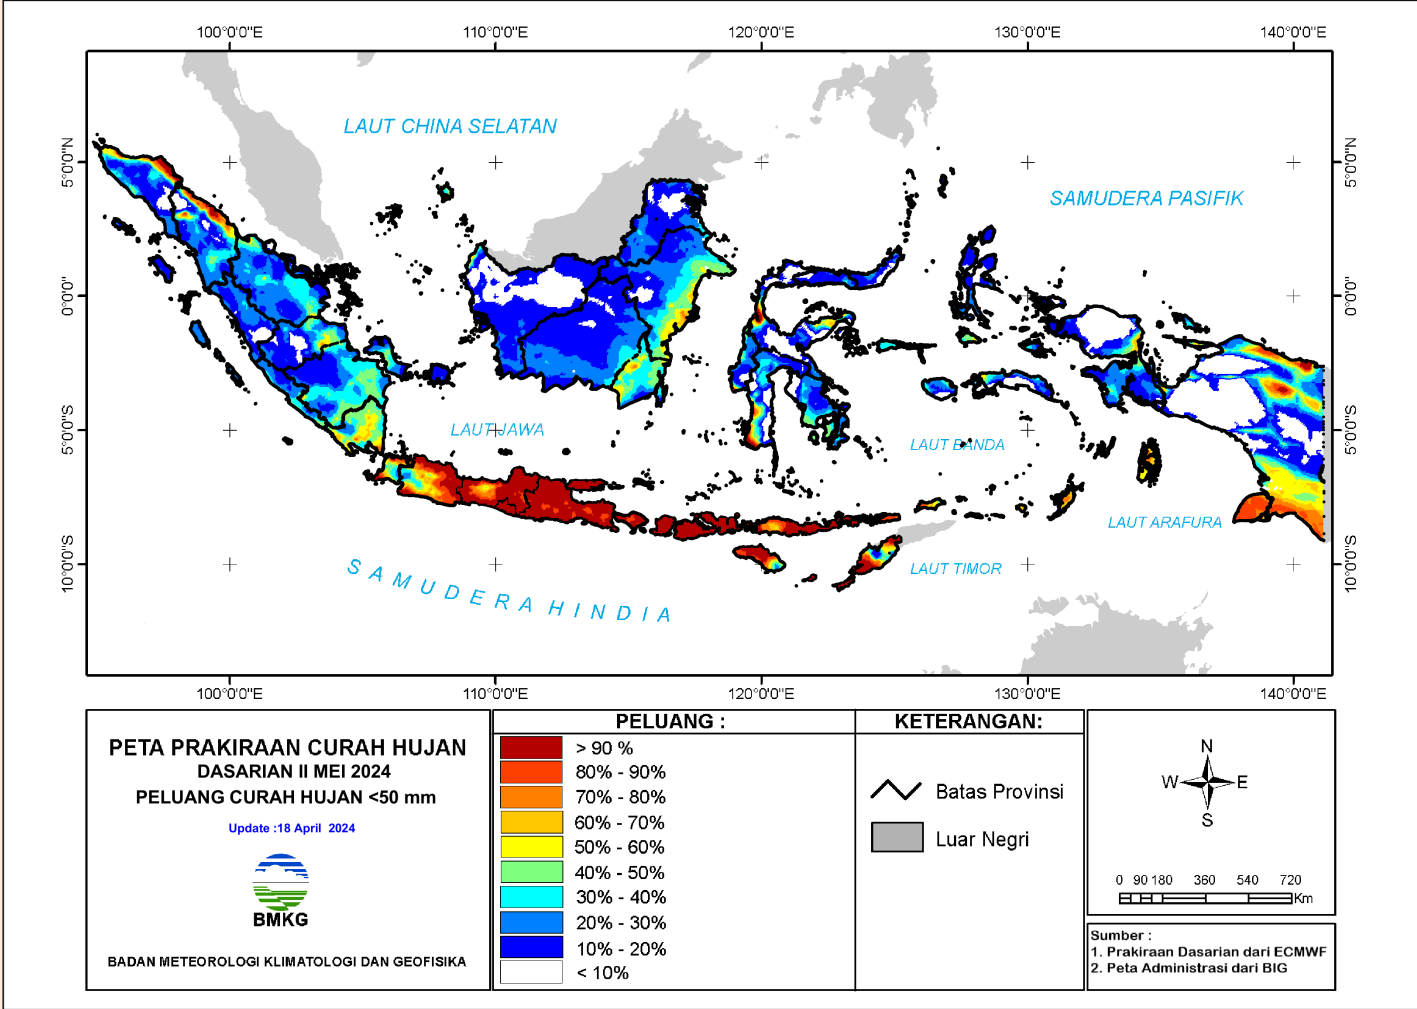 100°0'0"E 110°0'0"E 120°0'0"E 130°0'0"E 140°0'0"E
5°0'0"N 5°0'0"N
0°0'0" 0°0'0"
5°0'0"S 5°0'0"S
10°0'0"S 10°0'0"S
LAUT CHINA SELATAN
SAMUDERA PASIFIK
LAUT JAWA
LAUT BANDA
LAUT ARAFURA
LAUT TIMOR
SAMUDERA HINDIA
100°0'0"E 110°0'0"E 120°0'0"E 130°0'0"E 140°0'0"E
PETA PRAKIRAAN CURAH HUJAN
DASARIAN II MEI 2024
PELUANG CURAH HUJAN <50 mm
Update :18 April 2024
BMKG
BADAN METEOROLOGI KLIMATOLOGI DAN GEOFISIKA
PELUANG :
> 90 %
80% - 90%
70% - 80%
60% - 70%
50% - 60%
40% - 50%
30% - 40%
20% - 30%
10% - 20%
< 10%
KETERANGAN:
Batas Provinsi
Luar Negri
N
W E
S
0 90 180 360 540 720
Km
Sumber :
1. Prakiraan Dasarian dari ECMWF
2. Peta Administrasi dari BIG